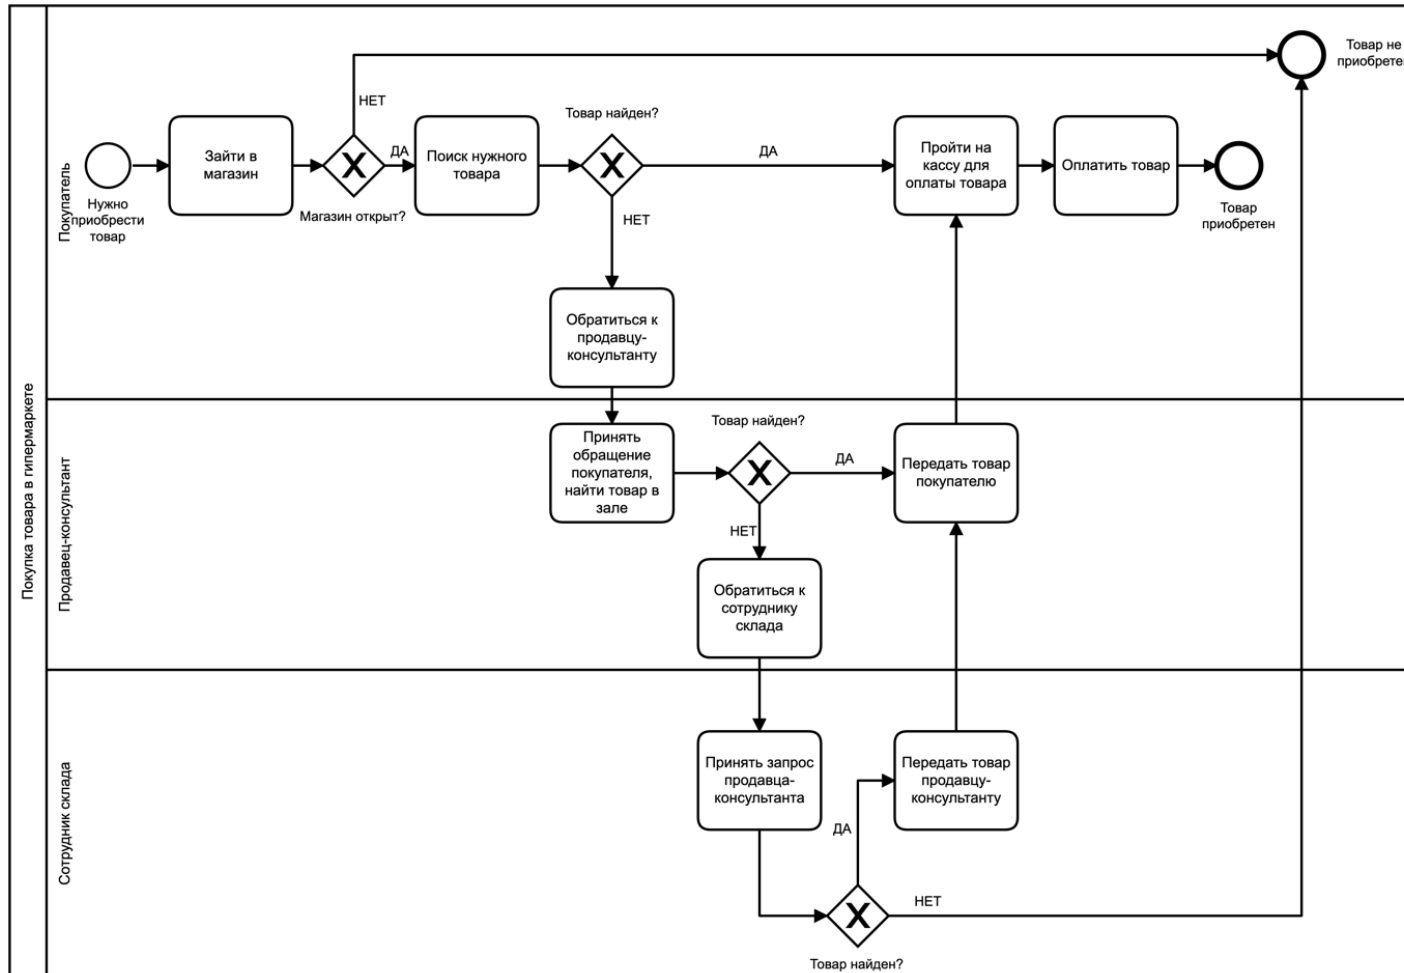 Товар не
приобретен
НЕТ
Товар найден?
Зайти в
магазин
ДА
Поиск нужного
товара
ДА
Пройти на
кассу для
оплаты товара
Оплатить товар
Покупатель
Нужно
приобрести
товар
Магазин открыт?
НЕТ
Товар
приобретен
Обратиться к
продавцу-
консультанту
Покупка товара в гипермаркете
Продавец-консультант
Товар найден?
Принять
обращение
покупателя,
найти товар в
зале
ДА
Передать товар
покупателю
НЕТ
Обратиться к
сотруднику
склада
Сотрудник склада
Принять запрос
продавца-
консультанта
Передать товар
продавцу-
консультанту
ДА
НЕТ
Товар найден?